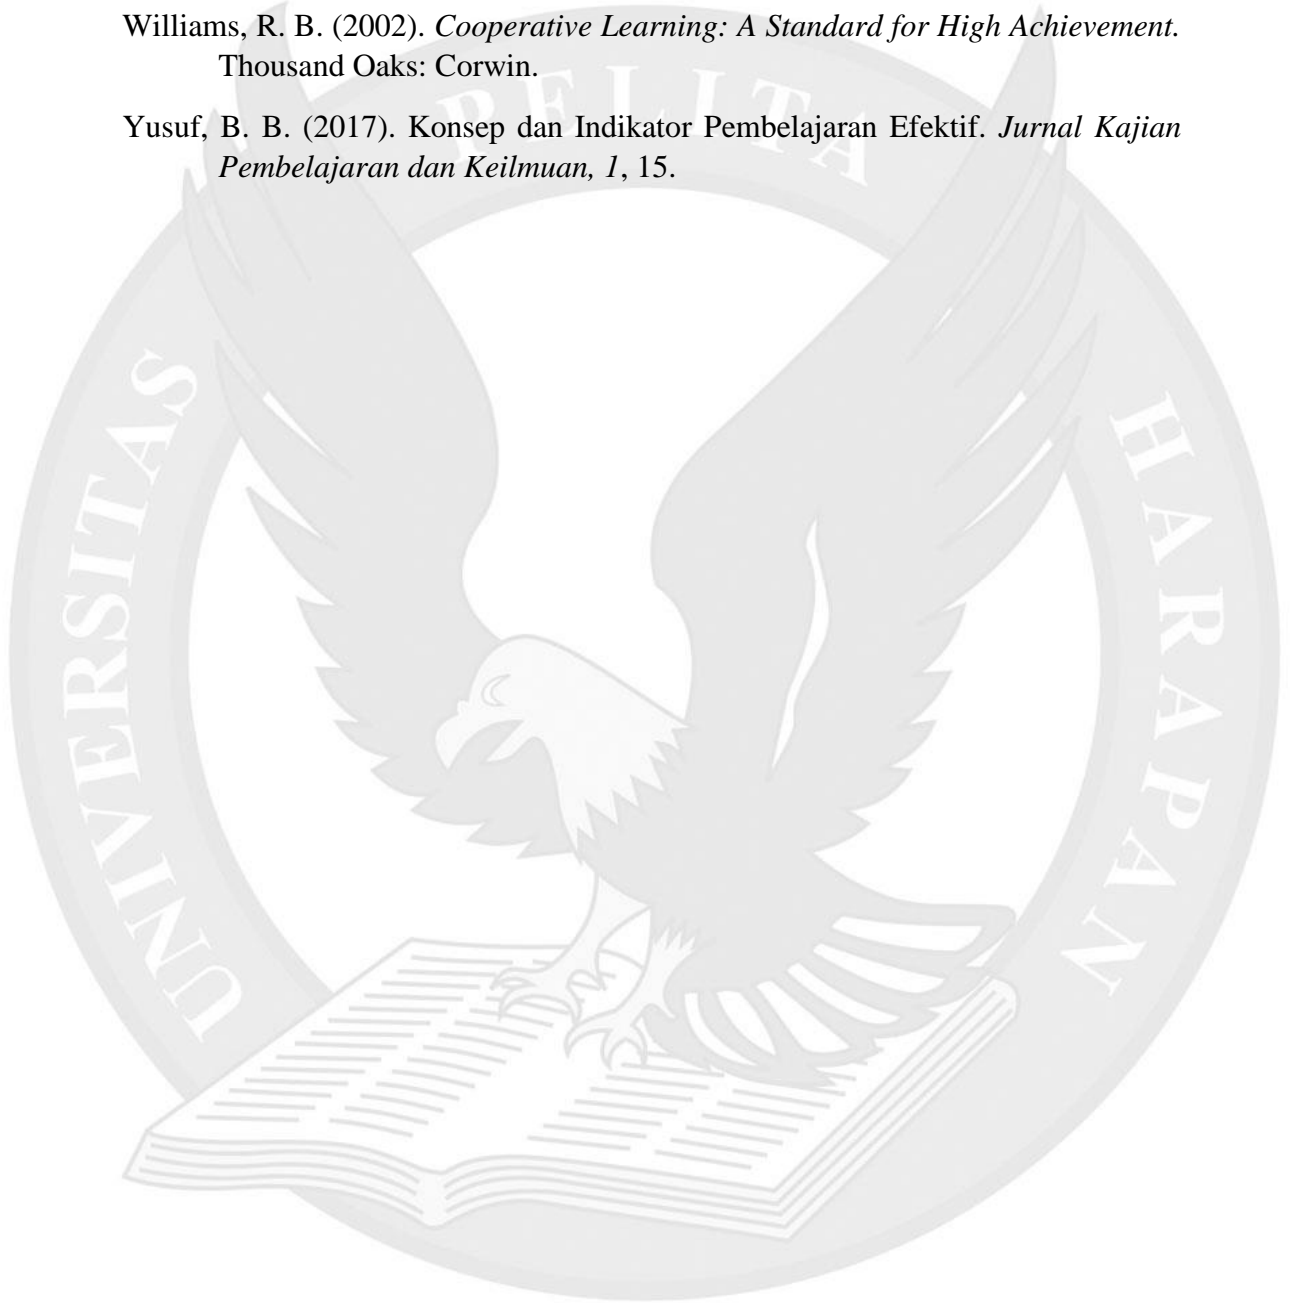 Williams, R. B. (2002). Cooperative Learning: A Standard for High Achievement.
Thousand Oaks: Corwin.
Yusuf, B. B. (2017). Konsep dan Indikator Pembelajaran Efektif. Jurnal Kajian
Pembelajaran dan Keilmuan, 1, 15.
UNIVERSITAS PELITA HARAPAN